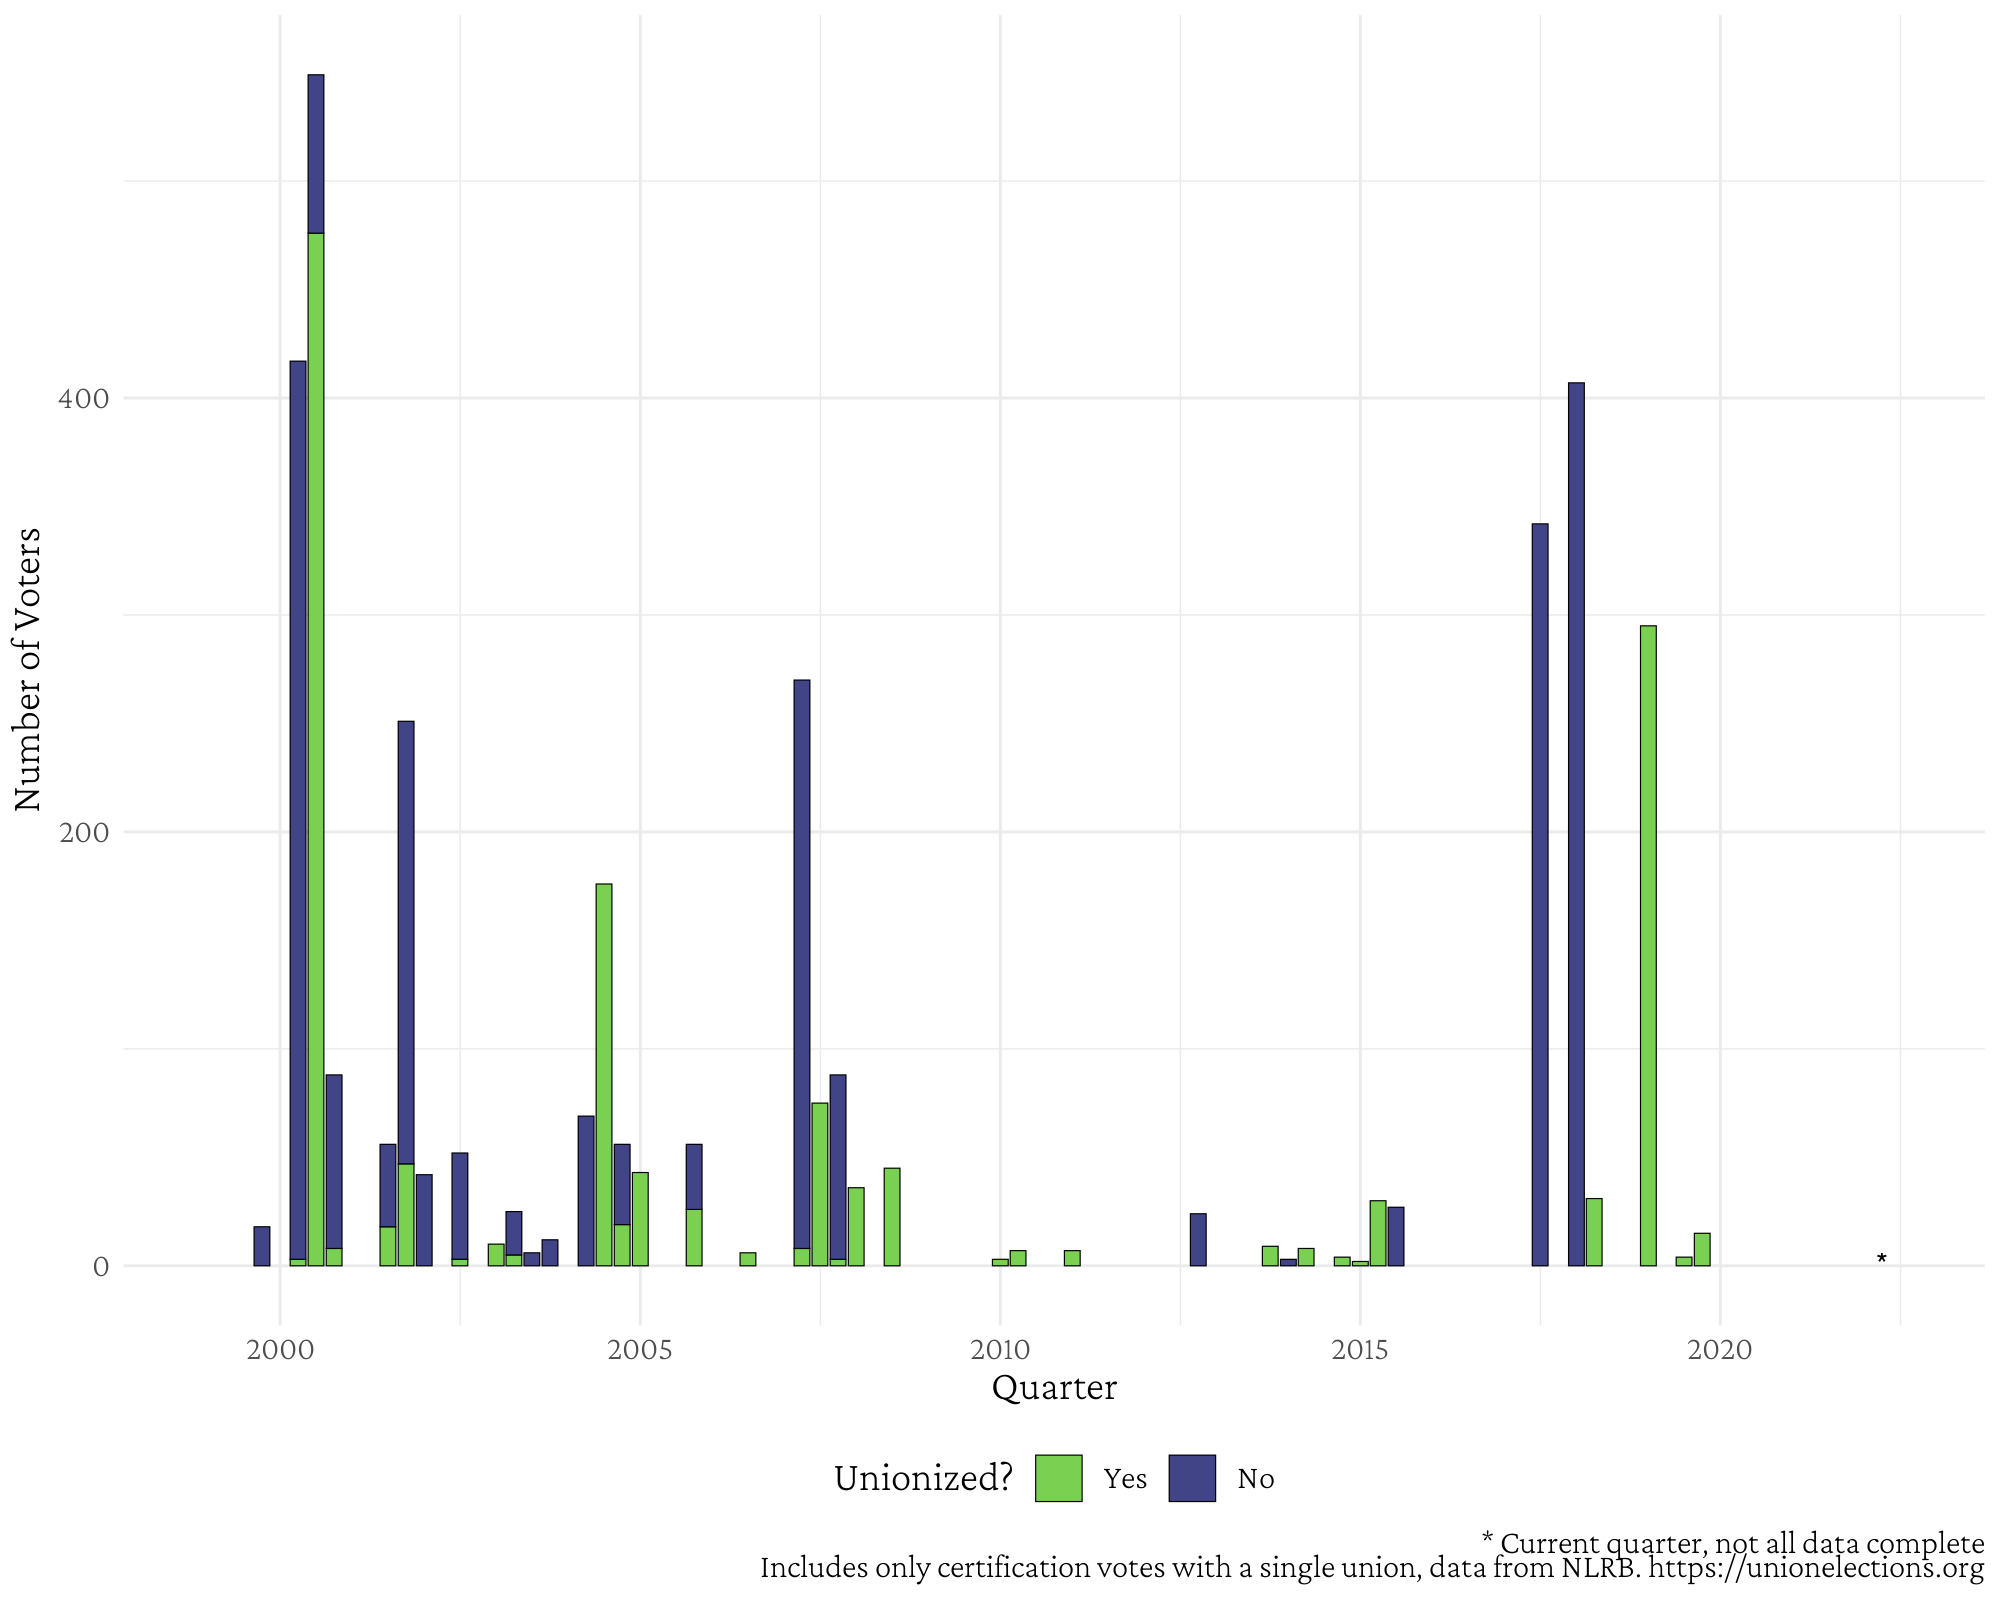 Number of Voters
400
200
0
*
2000 2005 2010 2015 2020
Quarter
Unionized? Yes No
* Current quarter, not all data complete
Includes only certification votes with a single union, data from NLRB. https://unionelections.org